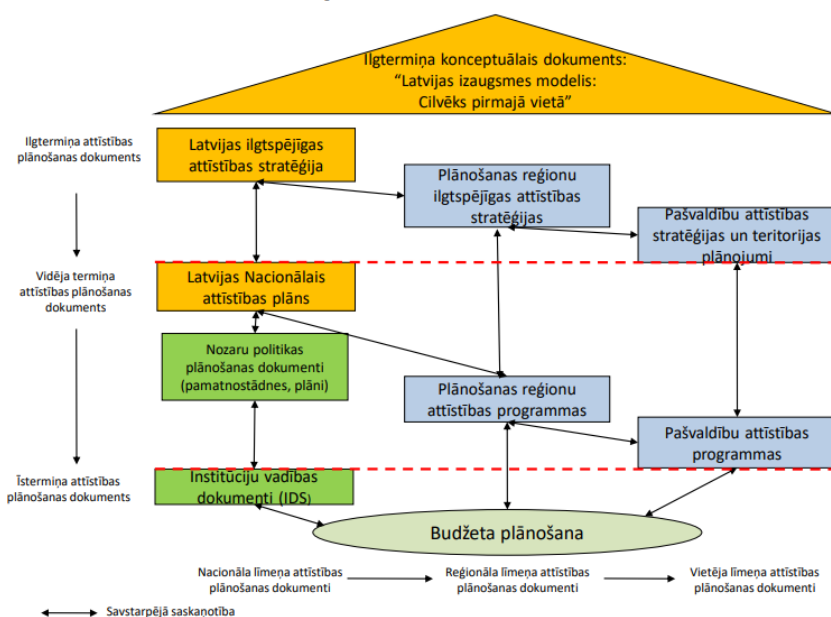 Ilgtermiņa konceptuālais dokuments:
"Latvijas izaugsmes modelis:
Cilvēks pirmajā vietā"
Ilgtermiņa attīstības
plānošanas dokuments
Latvijas ilgtspējīgas
attīstības stratēģija
Plānošanas reģionu
ilgtspējīgas attīstības
stratēģijas
Pašvaldību attīstības
stratēģijas un teritorijas
plānojumi
Vidēja termiņa
attīstības plānošanas
dokuments
Latvijas Nacionālais
attīstības plāns
Nozaru politikas
plānošanas dokumenti
(pamatnostādnes, plāni)
Plānošanas reģionu
attīstības programmas
Pašvaldību attīstības
programmas
Īstermiņa attīstības
plānošanas dokuments
Institūciju vadības
dokumenti (IDS)
Budžeta plānošana
Nacionāla līmeņa attīstības
plānošanas dokumenti
Reģionāla līmeņa attīstības
plānošanas dokumenti
Vietēja līmeņa attīstības
plānošanas dokumenti
Savstarpējā saskaņotība